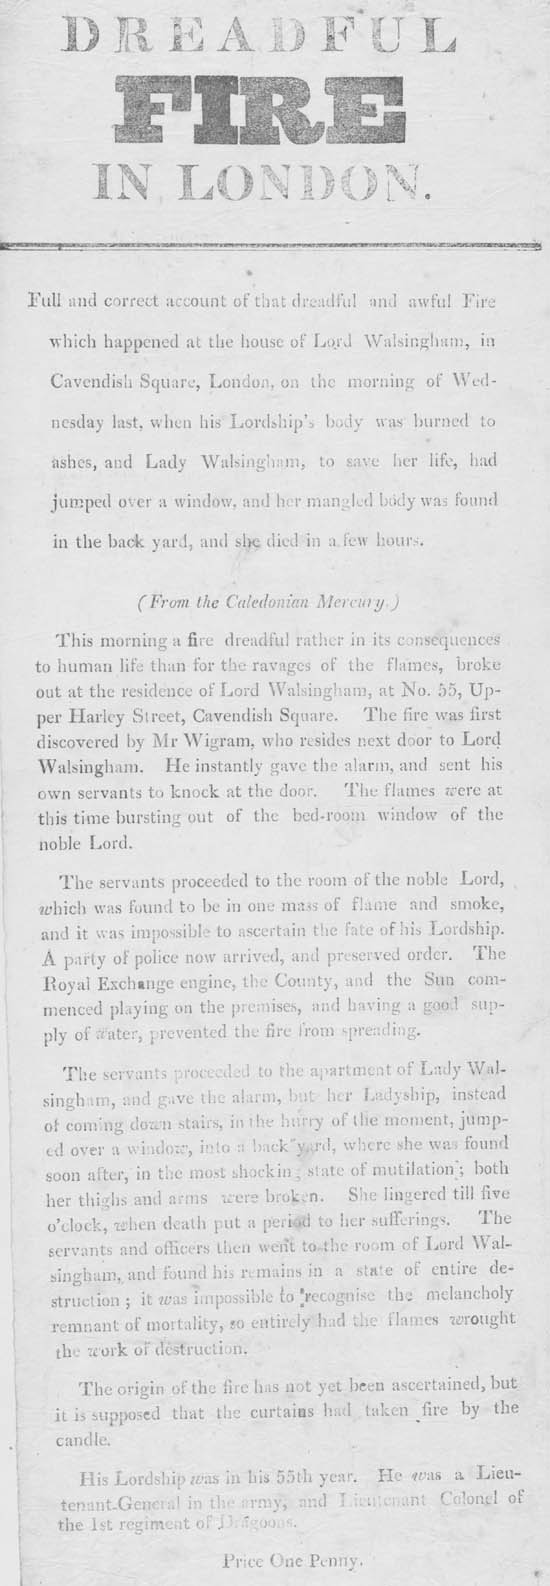 DREADFUL
FIRE
IN LONDON.
Full and correct account of that dreadful and awful Fire
which happened at the house of Lord Walsingham, in
Cavendish Square, London, on the morning of Wed-
nesday last, when his Lordship's body was burned to
ashes, and Lady Walsingham, to save her life, had
jumped over a window, and her mangled body was found
in the back yard, and she died in a few hours.
(From the Caledonian Mercury.)
This morning a fire dreadful rather in its consequences
to human life than for the ravages of the flames, broke
out at the residence of Lord Walsingham, at No. 55, Up-
per Harley Street, Cavendish Square. The fire was first
discovered by Mr Wigram, who resides next door to Lord
Walsingham. He instantly gave the alarm, and sent his
own servants to knock at the door. The flames were at
this time bursting out of the bed-room window of the
noble Lord.
The servants proceeded to the room of the noble Lord,
which was found to be in one mass of flame and smoke,
and it was impossible to ascertain the fate of his Lordship.
A party of police now arrived, and preserved order. The
Royal Exchange engine, the County, and the Sun com-
menced playing on the premises, and having a good sup-
ply of water, prevented the fire from spreading.
The servants proceeded to the apartment of Lady Wal-
singham, and gave the alarm, but her Ladyship, instead
of coming down stairs, in the hurry of the moment, jump-
ed over a window, into a back yard, where she was found
soon after, in the most shocking state of mutilation; both
her thighs and arms were broken. She lingered till five
o'clock, when death put a period to her sufferings. The
servants and officers then went to the room of Lord Wal-
singham, and found his remains in a state of entire de-
struction; it was impossible to recognise the melancholy
remnant of mortality, so entirely had the flames wrought
the work of destruction.
The origin of the fire has not yet been ascertained, but
it is supposed that the curtains had taken fire by the
candle.
His Lordship was in his 55th year. He was a Lieu-
tenant-General in the army, and Lieutenant Colonel of
the 1st regiment of Dragoons.
Price One Penny.